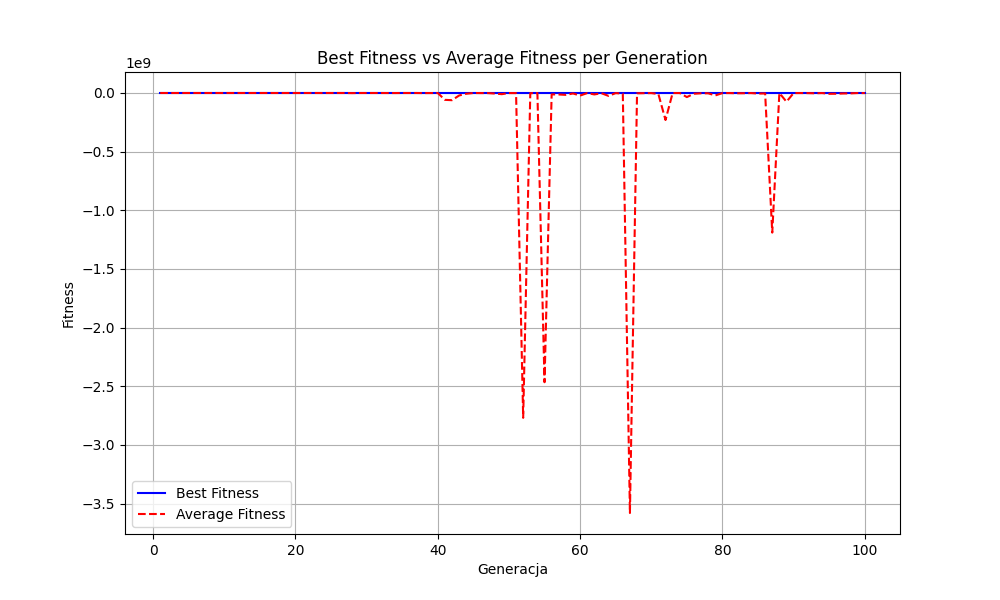 Best Fitness vs Average Fitness per Generation
1e9
0.0
−0.5
−1.0
−1.5
−2.0
−2.5
−3.0
−3.5
Fitness
Best Fitness
Average Fitness
0 20 40 60 80 100
Generacja